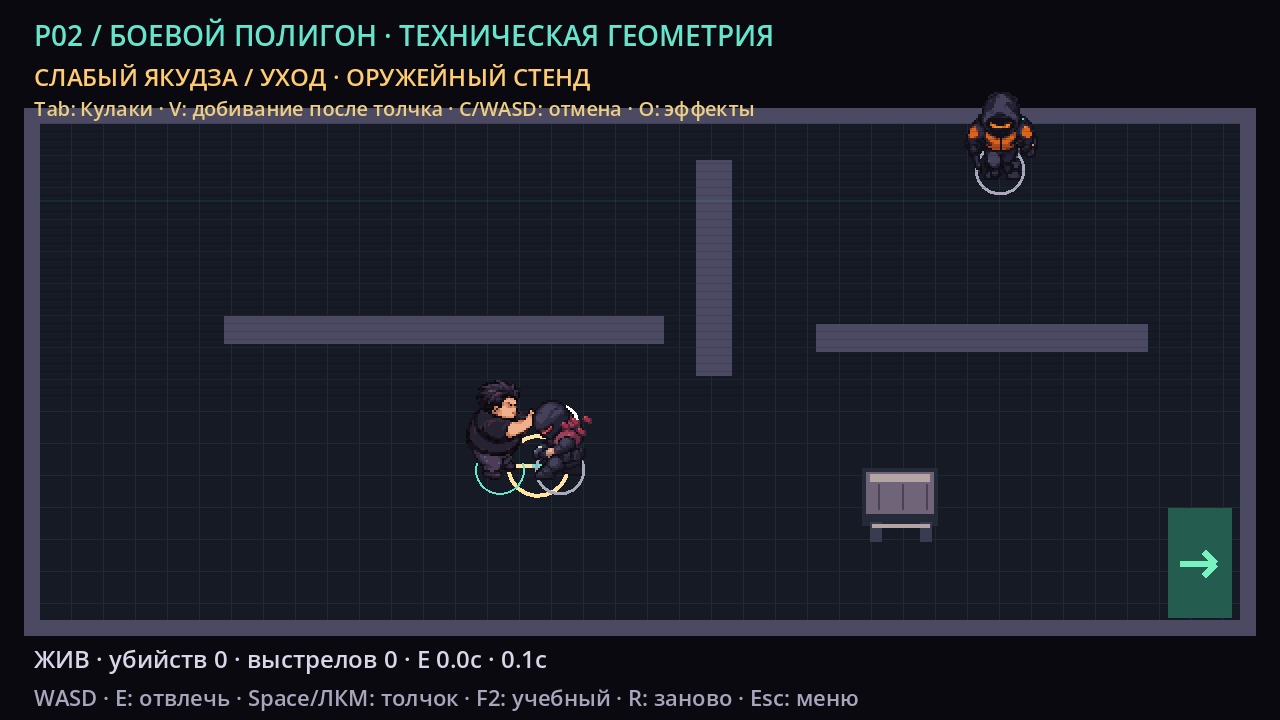 P02 / БОЕВОЙ ПОЛИГОН · ТЕХНИЧЕСКАЯ ГЕОМЕТРИЯ
СЛАБЫЙ ЯКУДЗА / УХОД · ОРУЖЕЙНЫЙ СТЕНД
Tab: Кулаки · V: добивание после толчка · C/WASD: отмена · O: эффекты
ЖИВ · убийств 0 · выстрелов 0 · E 0.0с · 0.1с
WASD · E: отвлечь · Space/ЛКМ: толчок · F2: учебный · R: заново · Esc: меню